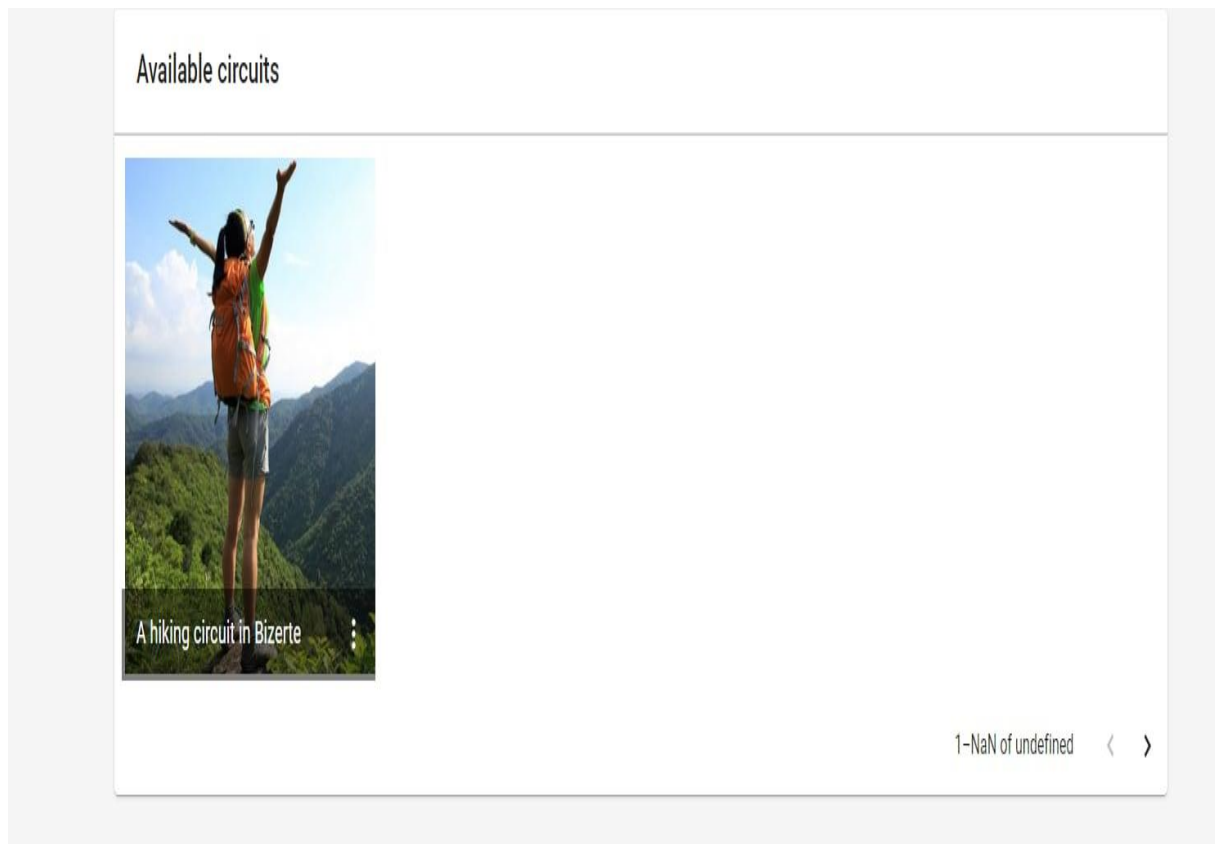 Available circuits
A hiking circuit in Bizerte
1–NaN of undefined